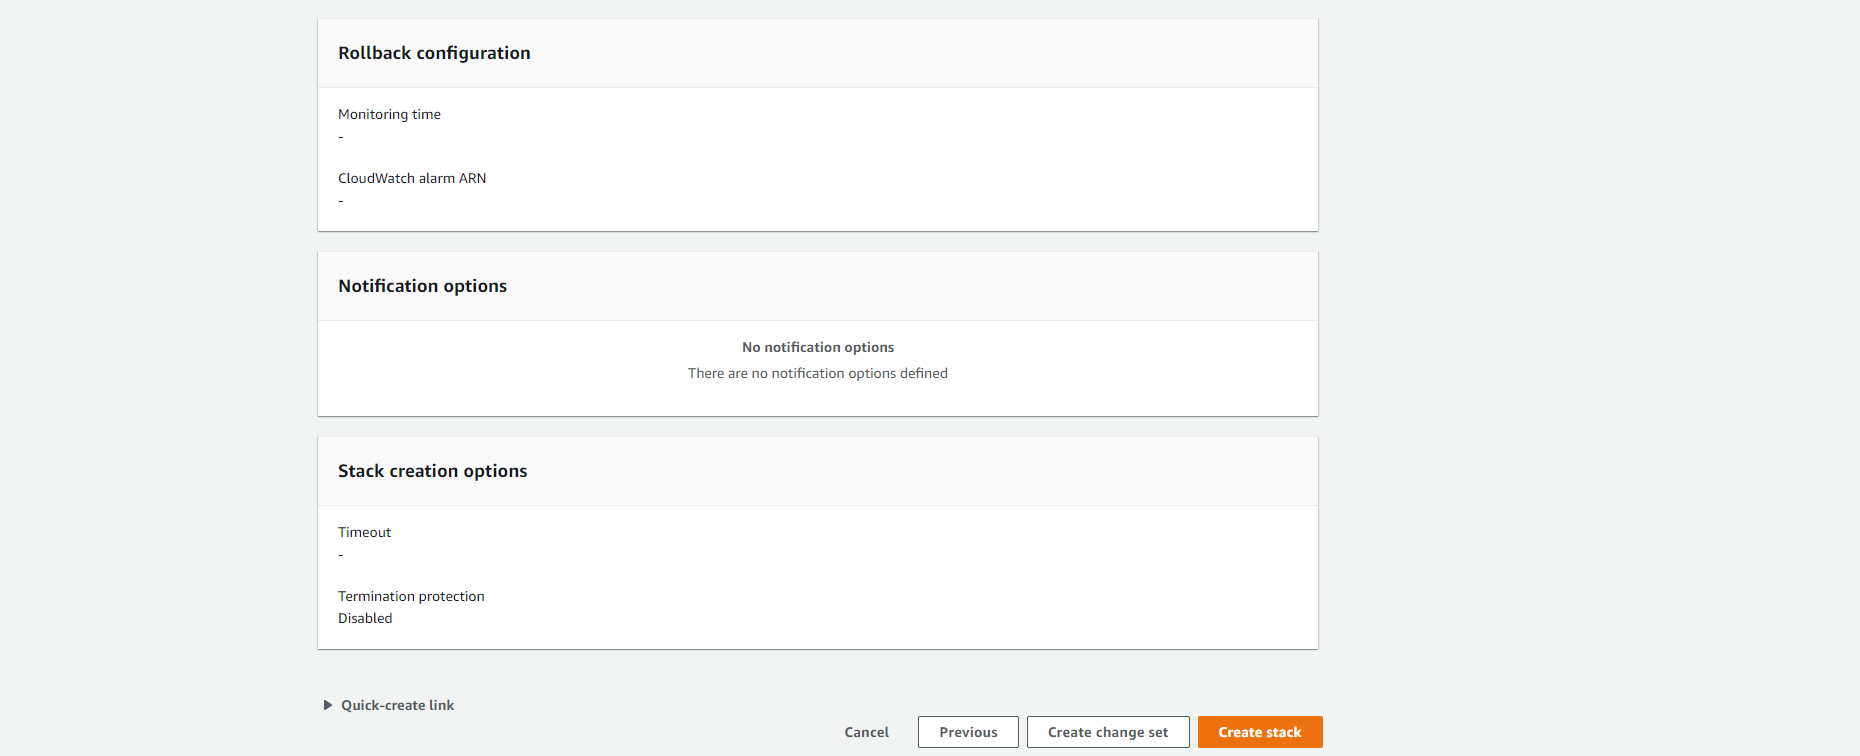 Rollback configuration
Monitoring time
-
CloudWatch alarm ARN
-
Notification options
No notification options
There are no notification options defined
Stack creation options
Timeout
-
Termination protection
Disabled
Quick-create link
Cancel Previous Create change set Create stack